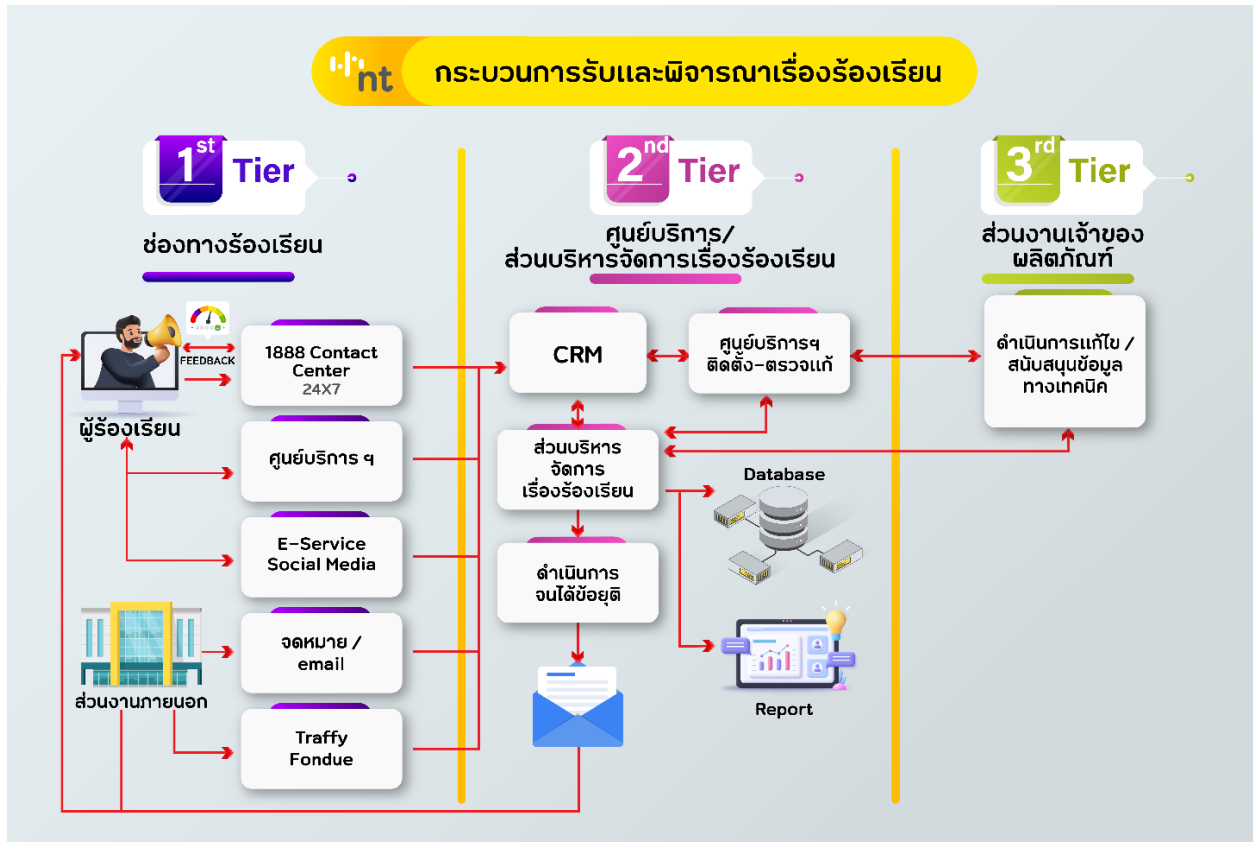 nt
กระบวนการรับและพิจารณาเรื่องร้องเรียน
1st Tier
ช่องทางร้องเรียน
2nd Tier
ศูนย์บริการ/
ส่วนบริหารจัดการเรื่องร้องเรียน
3rd Tier
ส่วนงานเจ้าของ
ผลิตภัณฑ์
FEEDBACK
ผู้ร้องเรียน
1888 Contact
Center
24X7
ศูนย์บริการ ฯ
E-Service
Social Media
ส่วนงานภายนอก
จดหมาย /
email
Traffy
Fondue
CRM
ศูนย์บริการฯ
ติดตั้ง-ตรวจแก้
ส่วนบริหาร
จัดการ
เรื่องร้องเรียน
ดำเนินการ
จนได้ข้อยุติ
Database
Report
ดำเนินการแก้ไข /
สนับสนุนข้อมูล
ทางเทคนิค